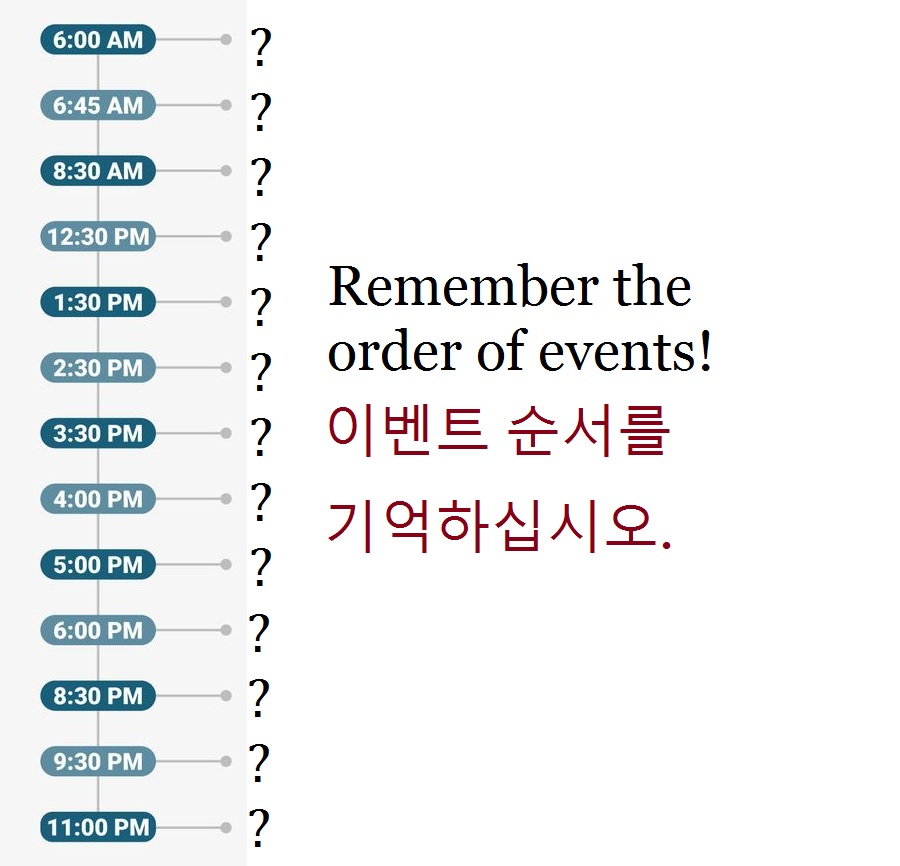 6:00 AM ?
6:45 AM ?
8:30 AM ?
12:30 PM ?
1:30 PM ?
2:30 PM ?
3:30 PM ?
4:00 PM ?
5:00 PM ?
6:00 PM ?
8:30 PM ?
9:30 PM ?
11:00 PM ?
Remember the
order of events!
이벤트 순서를
기억하십시오.